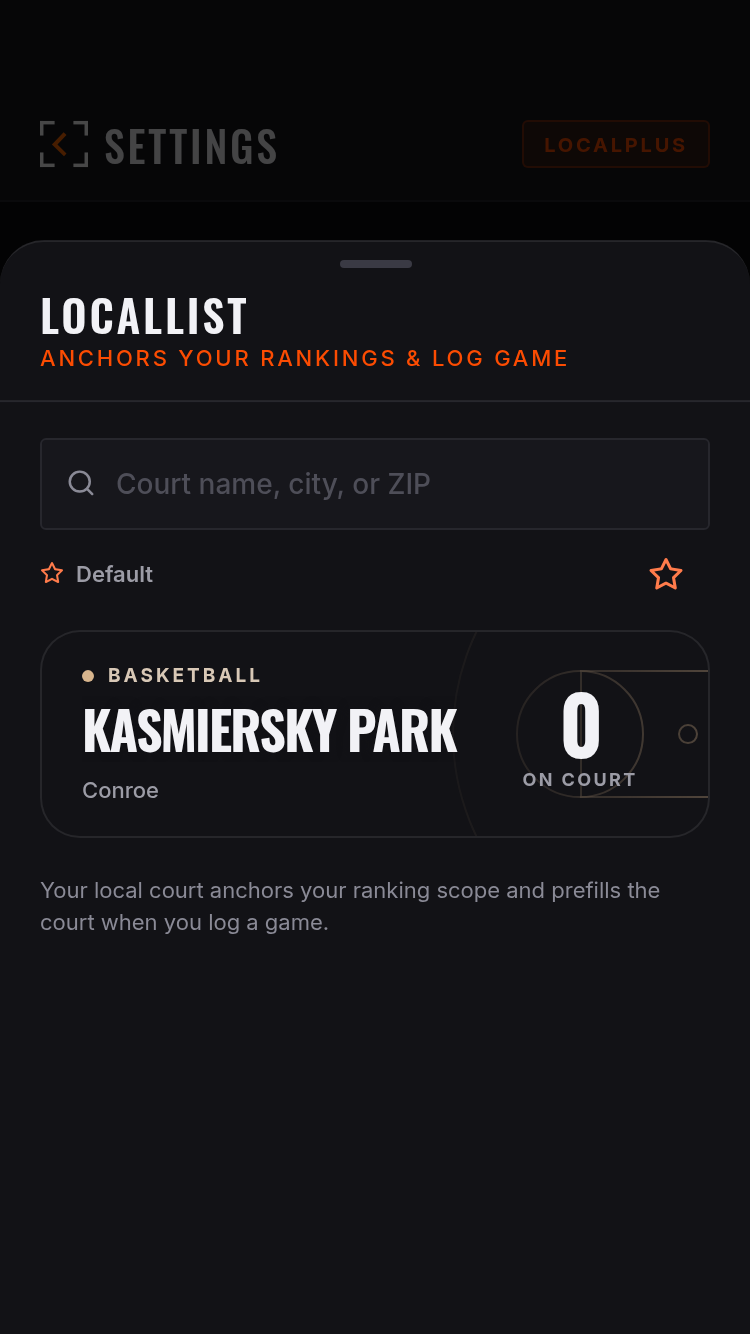 SETTINGS
LOCALPLUS
LOCALLIST
ANCHORS YOUR RANKINGS & LOG GAME
Court name, city, or ZIP
Default
BASKETBALL
KASMIERSKY PARK
Conroe
0
ON COURT
Your local court anchors your ranking scope and prefills the
court when you log a game.